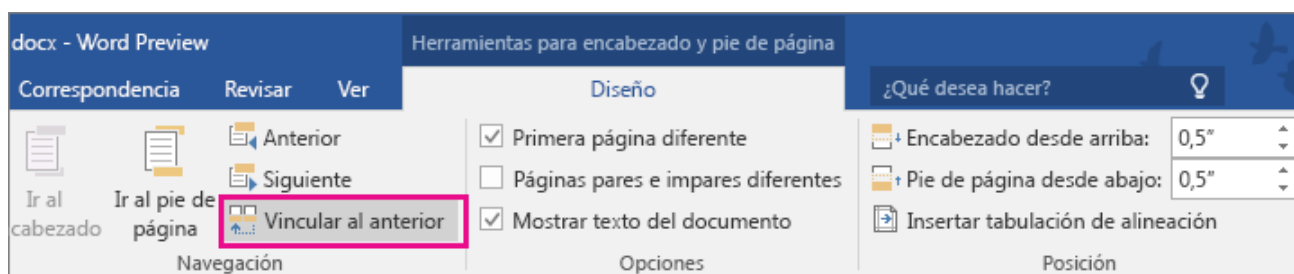 docx - Word Preview
Herramientas para encabezado y pie de página
Correspondencia Revisar Ver Diseño ¿Qué desea hacer?
Anterior
Primera página diferente
Encabezado desde arriba: 0,5"
Siguiente
Páginas pares e impares diferentes
Pie de página desde abajo: 0,5"
Ir al
cabezado
Ir al pie de
página
Vincular al anterior
Mostrar texto del documento
Insertar tabulación de alineación
Navegación Opciones Posición